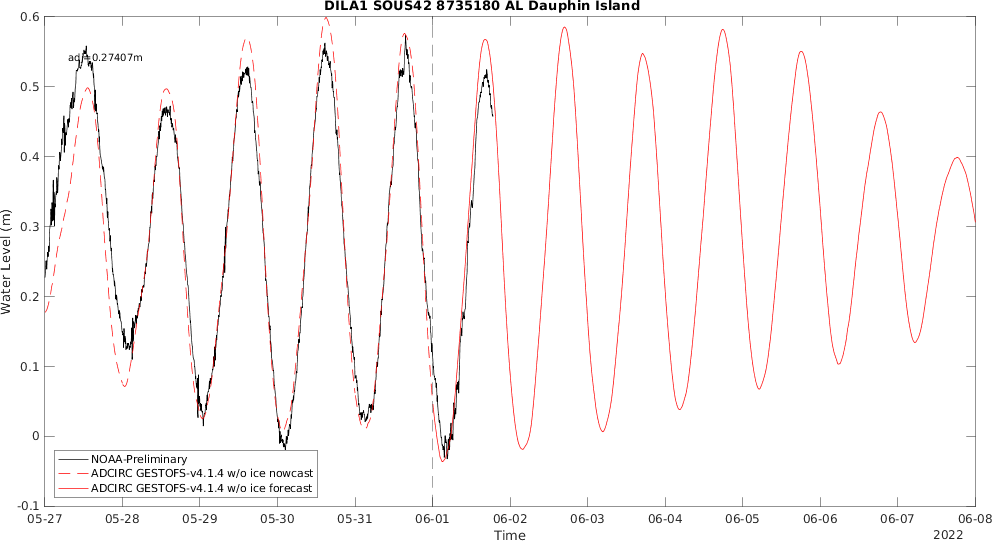 DILA1 SOUS42 8735180 AL Dauphin Island
0.6
0.5
0.4
0.3
0.2
0.1
0
-0.1
Water Level (m)
ad =0.27407m
NOAA-Preliminary
ADCIRC GESTOFS-v4.1.4 w/o ice nowcast
ADCIRC GESTOFS-v4.1.4 w/o ice forecast
05-27 05-28 05-29 05-30 05-31 06-01 06-02 06-03 06-04 06-05 06-06 06-07 06-08
Time
2022